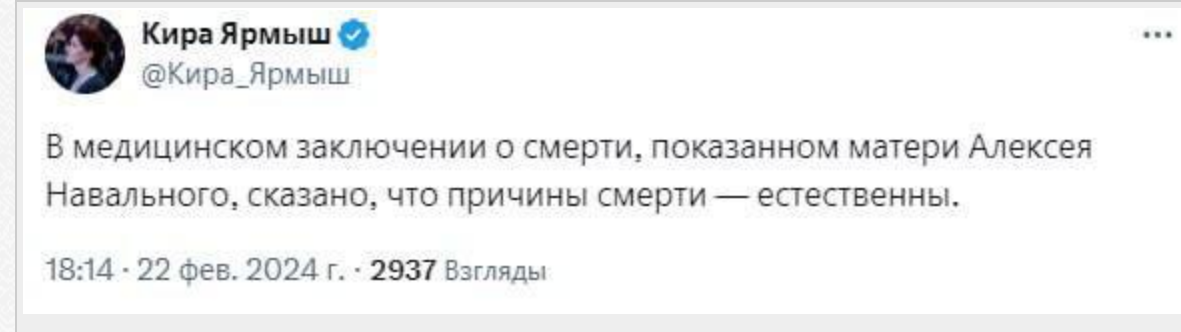 Кира Ярмыш
@Кира_Ярмыш
В медицинском заключении о смерти, показанном матери Алексея
Навального, сказано, что причины смерти — естественны.
18:14 · 22 фев. 2024 г. · 2937 Взгляды